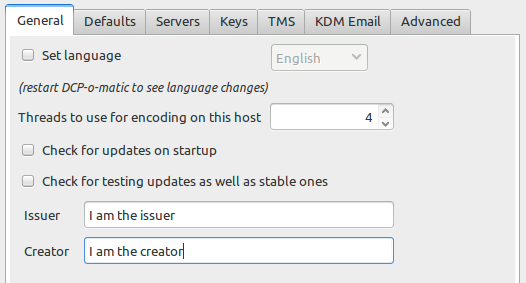 General Defaults Servers Keys TMS KDM Email Advanced
Set language English
(restart DCP-o-matic to see language changes)
Threads to use for encoding on this host 4
Check for updates on startup
Check for testing updates as well as stable ones
Issuer I am the issuer
Creator I am the creator